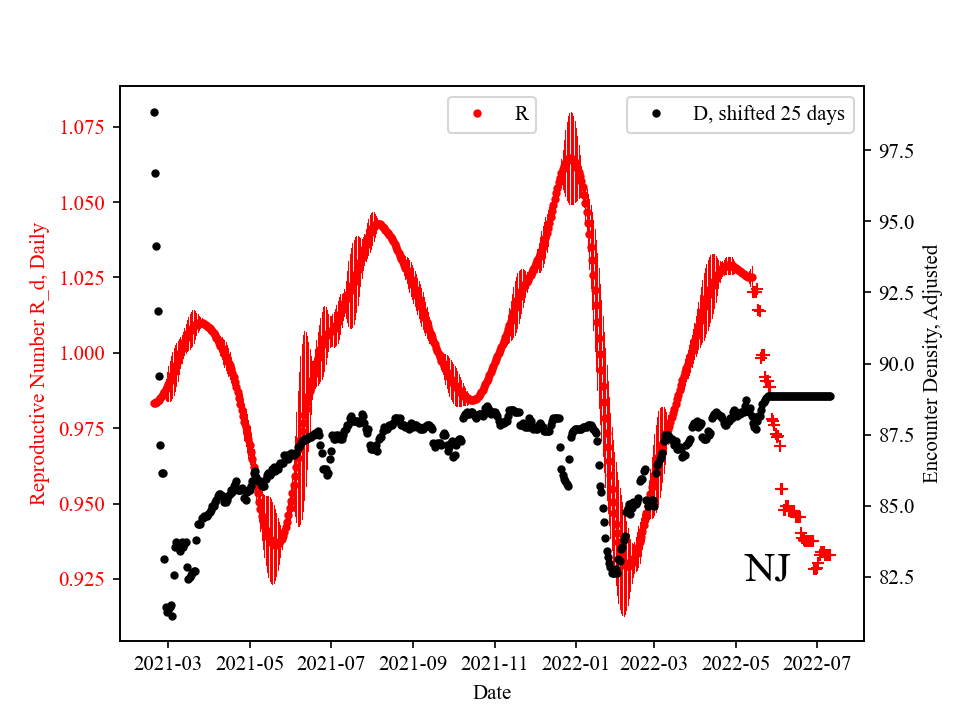 R
D, shifted 25 days
1.075
1.050
1.025
1.000
0.975
0.950
0.925
Reproductive Number R_d, Daily
97.5
95.0
92.5
90.0
87.5
85.0
82.5
Encounter Density, Adjusted
NJ
2021-03 2021-05 2021-07 2021-09 2021-11 2022-01 2022-03 2022-05 2022-07
Date